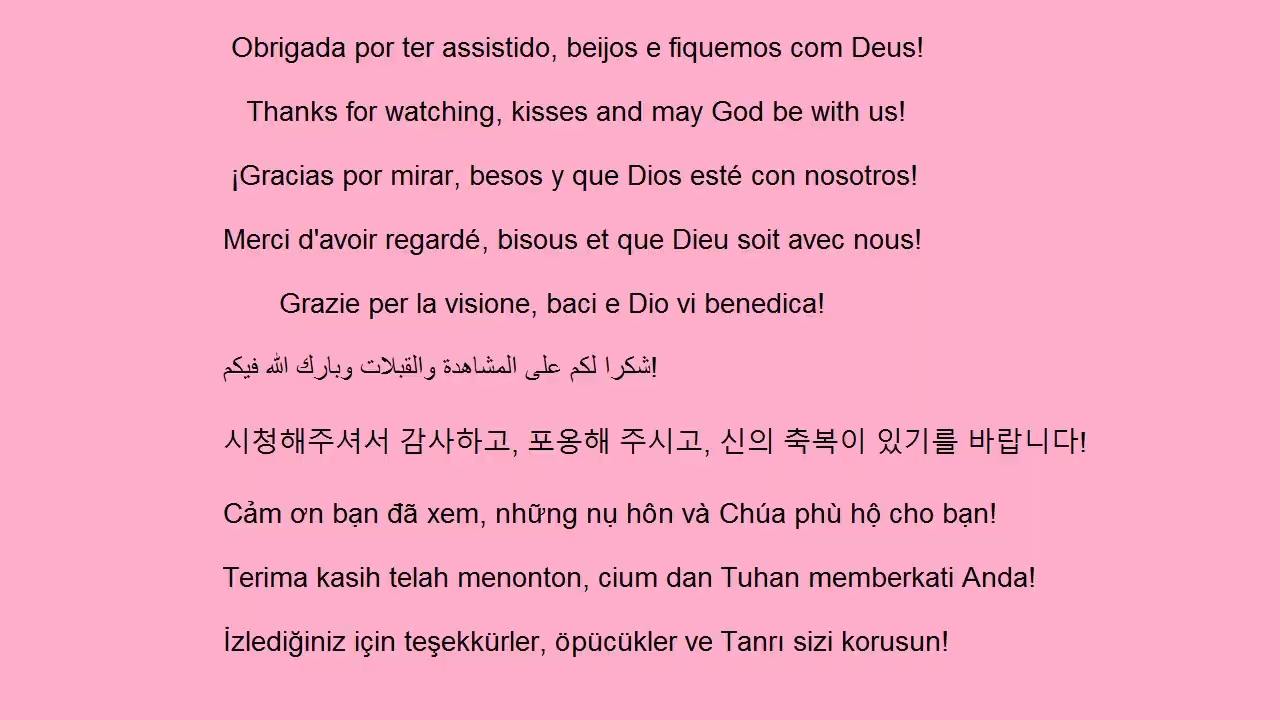 Obrigada por ter assistido, beijos e fiquemos com Deus!
Thanks for watching, kisses and may God be with us!
¡Gracias por mirar, besos y que Dios esté con nosotros!
Merci d'avoir regardé, bisous et que Dieu soit avec nous!
Grazie per la visione, baci e Dio vi benedica!
شكرا لكم على المشاهدة والقبلات وبارك الله فيكم!
시청해주셔서 감사하고, 포옹해 주시고, 신의 축복이 있기를 바랍니다!
Cảm ơn bạn đã xem, những nụ hôn và Chúa phù hộ cho bạn!
Terima kasih telah menonton, cium dan Tuhan memberkati Anda!
İzlediğiniz için teşekkürler, öpücükler ve Tanrı sizi korusun!